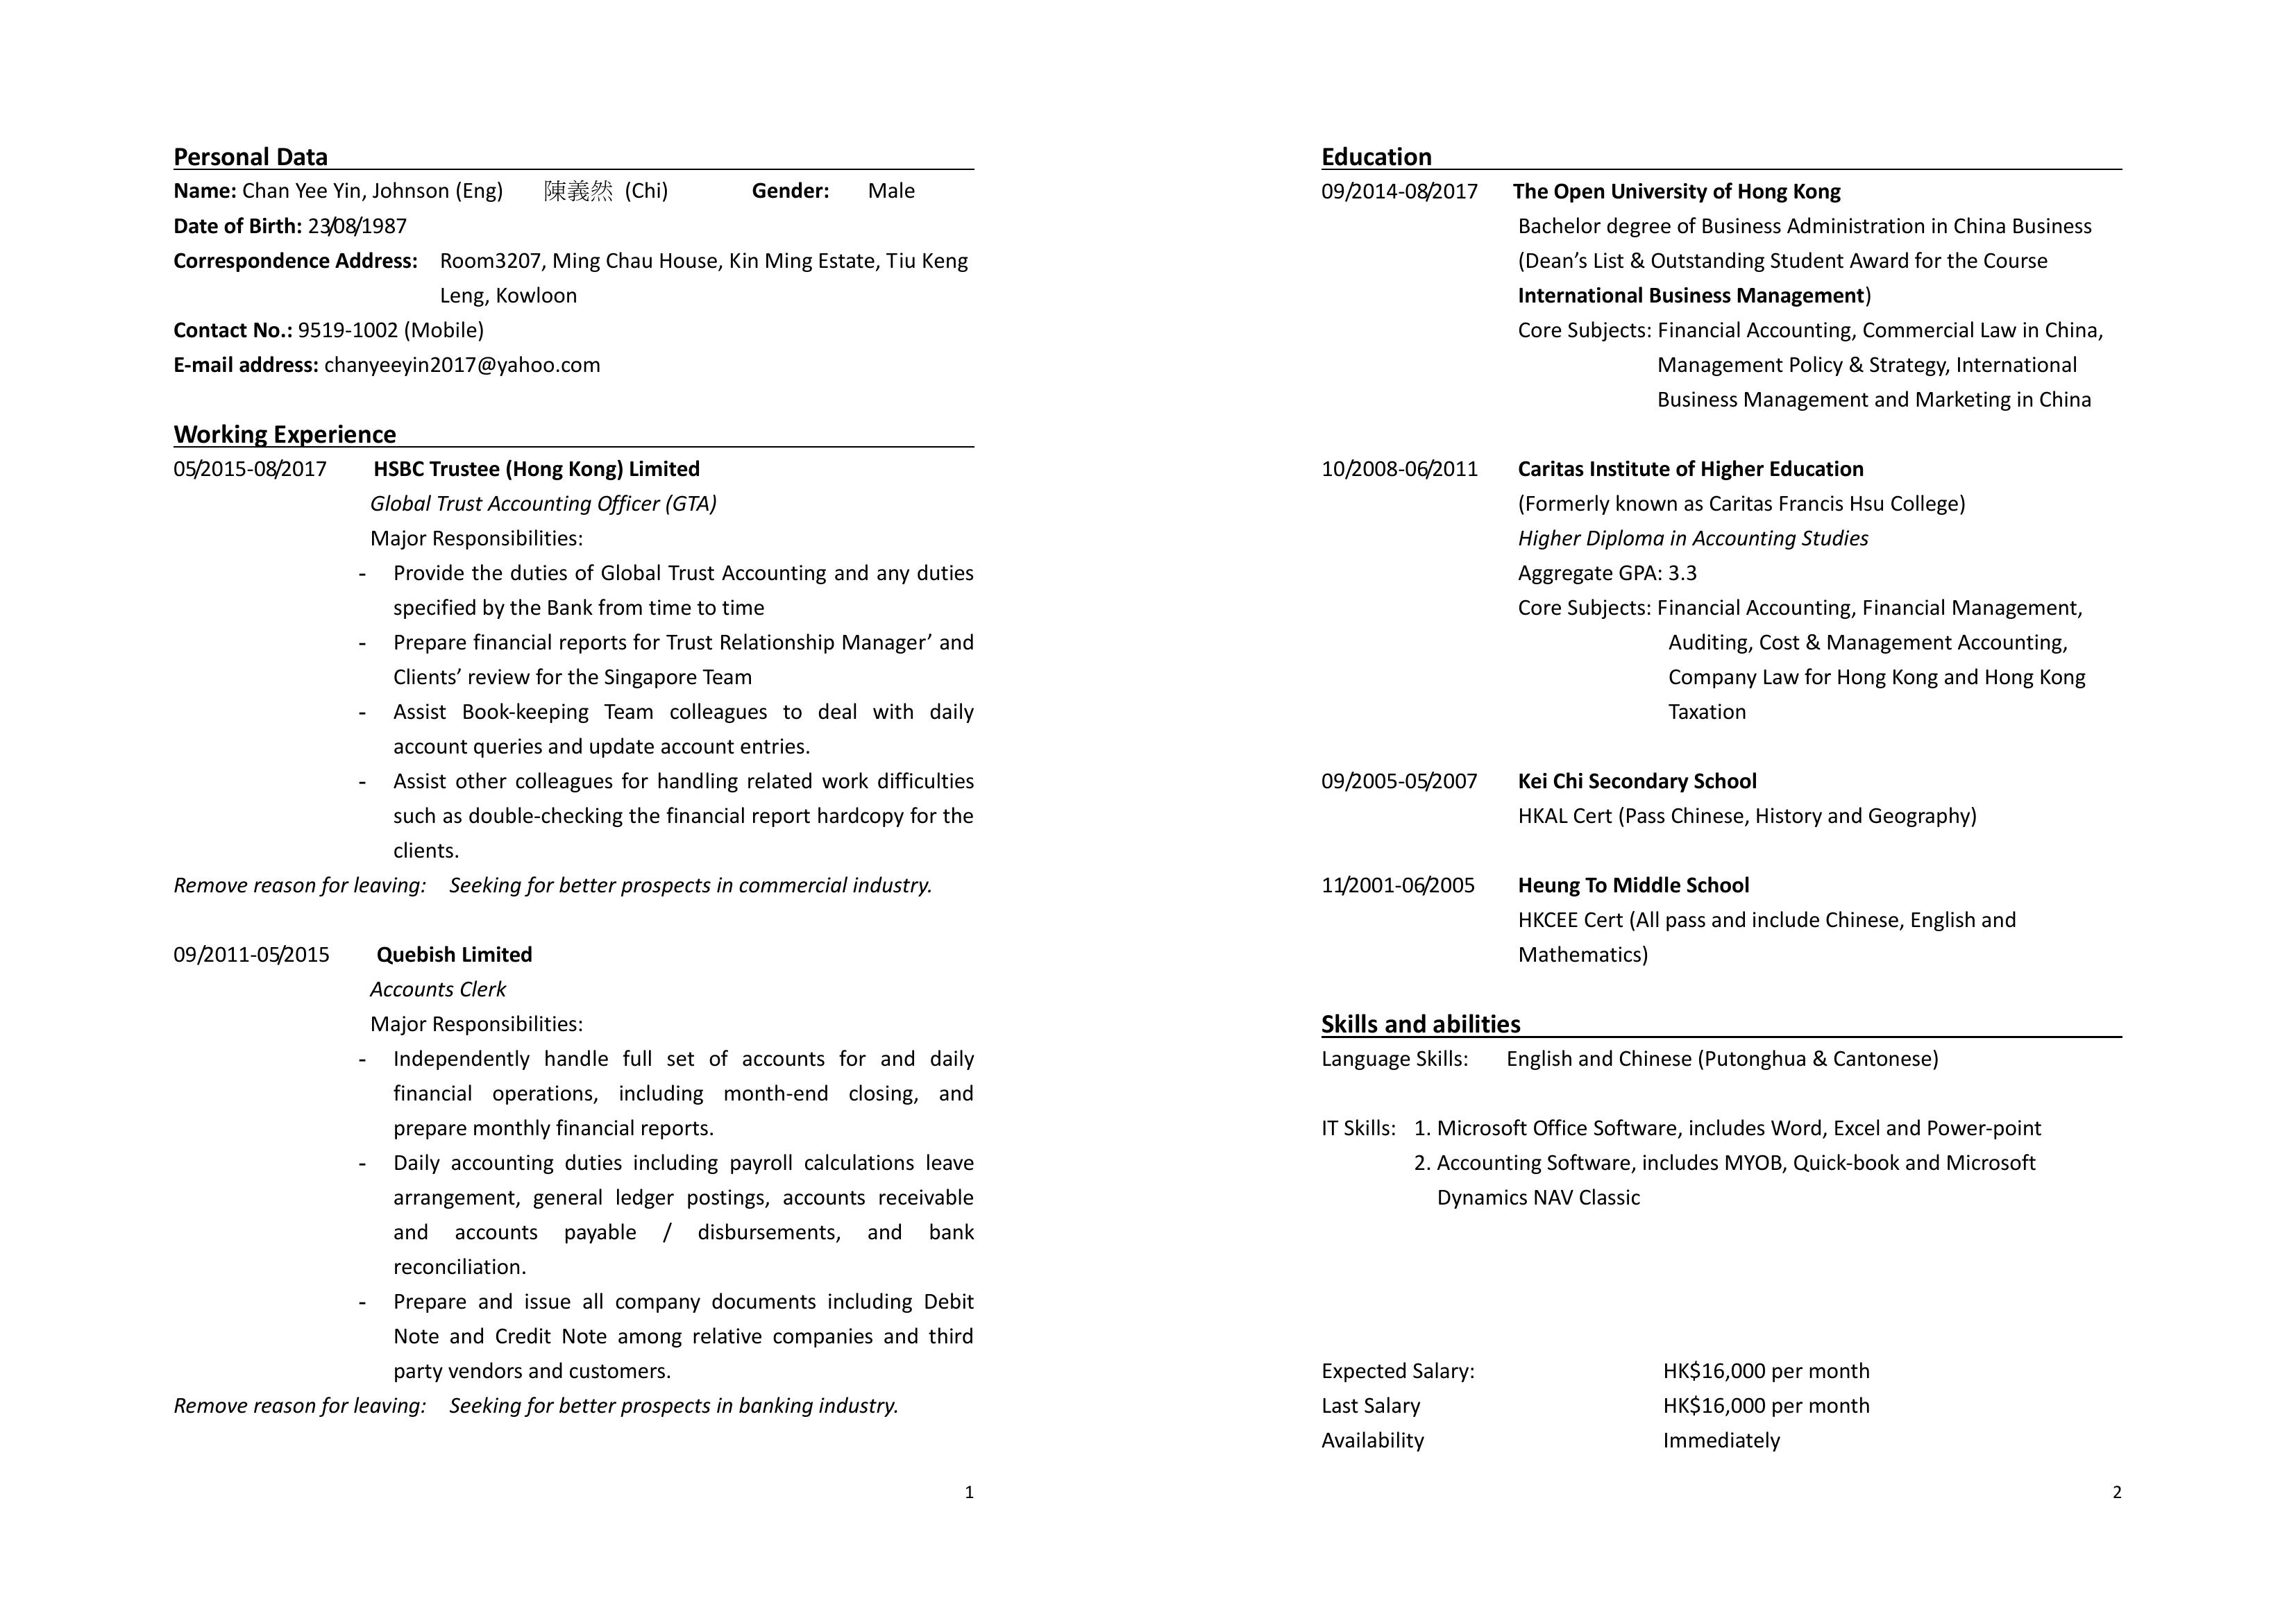 Personal Data
Name: Chan Yee Yin, Johnson (Eng) 陳義然 (Chi) Gender: Male
Date of Birth: 23/08/1987
Correspondence Address: Room3207, Ming Chau House, Kin Ming Estate, Tiu Keng
Leng, Kowloon
Contact No.: 9519-1002 (Mobile)
E-mail address: chanyeeyin2017@yahoo.com
Working Experience
05/2015-08/2017 HSBC Trustee (Hong Kong) Limited
Global Trust Accounting Officer (GTA)
Major Responsibilities:
- Provide the duties of Global Trust Accounting and any duties
specified by the Bank from time to time
- Prepare financial reports for Trust Relationship Manager’ and
Clients’ review for the Singapore Team
- Assist Book-keeping Team colleagues to deal with daily
account queries and update account entries.
- Assist other colleagues for handling related work difficulties
such as double-checking the financial report hardcopy for the
clients.
Remove reason for leaving: Seeking for better prospects in commercial industry.
09/2011-05/2015 Quebish Limited
Accounts Clerk
Major Responsibilities:
- Independently handle full set of accounts for and daily
financial operations, including month-end closing, and
prepare monthly financial reports.
- Daily accounting duties including payroll calculations leave
arrangement, general ledger postings, accounts receivable
and accounts payable / disbursements, and bank
reconciliation.
- Prepare and issue all company documents including Debit
Note and Credit Note among relative companies and third
party vendors and customers.
Remove reason for leaving: Seeking for better prospects in banking industry.
1
Education
09/2014-08/2017 The Open University of Hong Kong
Bachelor degree of Business Administration in China Business
(Dean’s List & Outstanding Student Award for the Course
International Business Management)
Core Subjects: Financial Accounting, Commercial Law in China,
Management Policy & Strategy, International
Business Management and Marketing in China
10/2008-06/2011 Caritas Institute of Higher Education
(Formerly known as Caritas Francis Hsu College)
Higher Diploma in Accounting Studies
Aggregate GPA: 3.3
Core Subjects: Financial Accounting, Financial Management,
Auditing, Cost & Management Accounting,
Company Law for Hong Kong and Hong Kong
Taxation
09/2005-05/2007 Kei Chi Secondary School
HKAL Cert (Pass Chinese, History and Geography)
11/2001-06/2005 Heung To Middle School
HKCEE Cert (All pass and include Chinese, English and
Mathematics)
Skills and abilities
Language Skills: English and Chinese (Putonghua & Cantonese)
IT Skills: 1. Microsoft Office Software, includes Word, Excel and Power-point
2. Accounting Software, includes MYOB, Quick-book and Microsoft
Dynamics NAV Classic
Expected Salary: HK$16,000 per month
Last Salary HK$16,000 per month
Availability Immediately
2